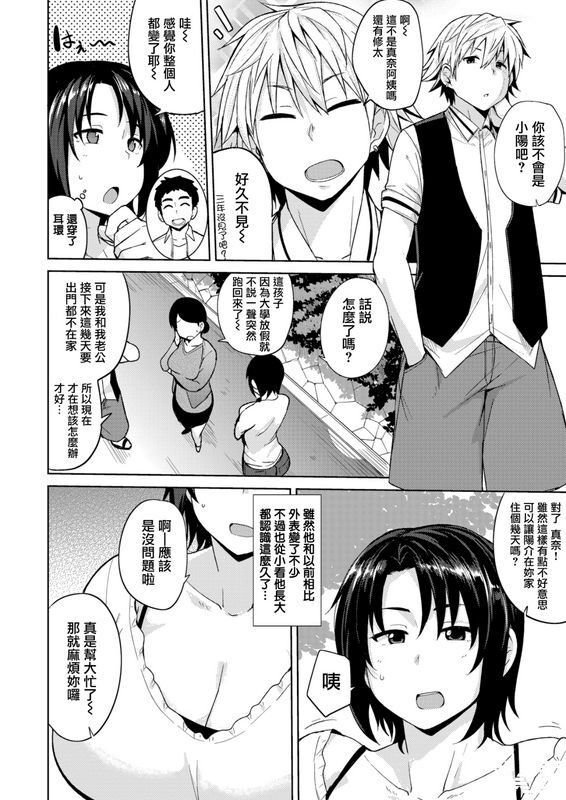 你該不會是
小陽吧?
啊~
這不是真奈阿姨嗎
還有修太
好久不見~
三年沒見了吧?
哇~
感覺你整個人
都變了耶~
はぇ~
還穿了
耳環
話說
怎麼了嗎?
這孩子
因為大學放假就
不說一聲突然
跑回來了~
可是我和我老公
接下來這幾天要
出門都不在家
所以現在
才在想該怎麼辦
才好…
對了 真奈!
雖然這樣有點不好意思
可以讓陽介在妳家
住個幾天嗎?
咦
雖然他和以前相比
外表變了不少
不過也從小看他長大
都認識這麼久了…
啊—應該
是沒問題啦
真是幫大忙了~
那就麻煩妳囉